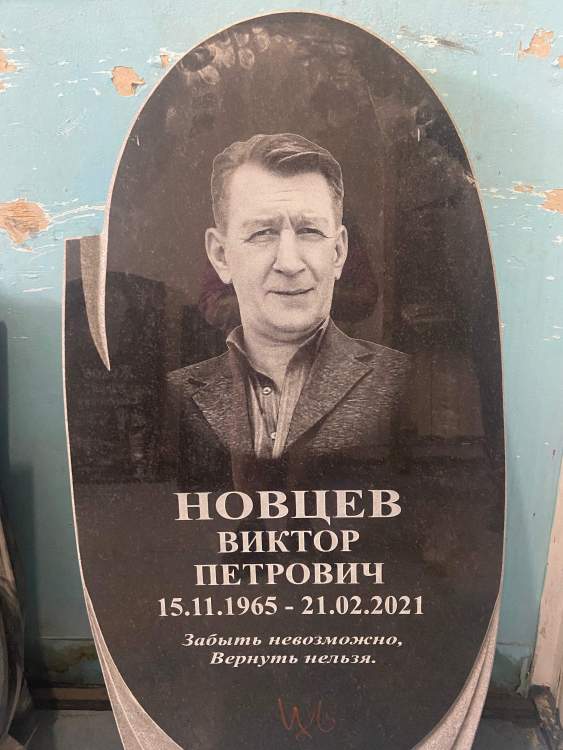 НОВЦЕВ
ВИКТОР
ПЕТРОВИЧ
15.11.1965 - 21.02.2021
Забыть невозможно,
Вернуть нельзя.